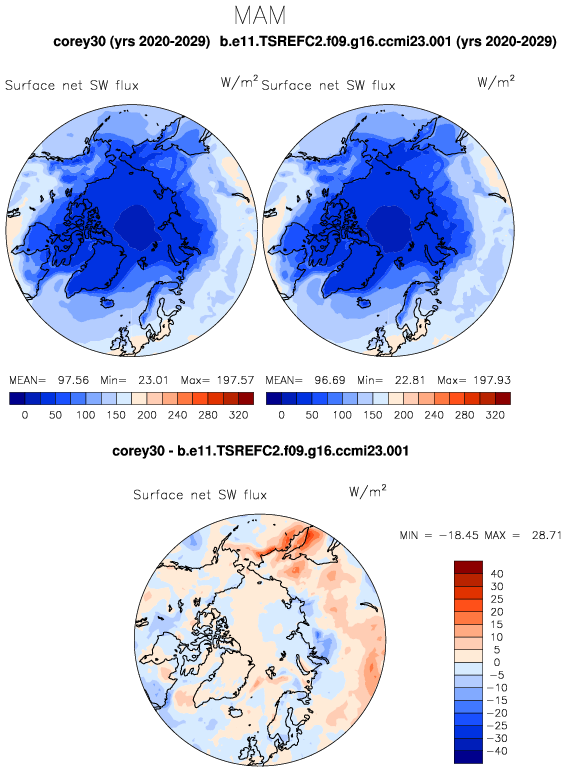 MAM
corey30 (yrs 2020-2029) b.e11.TSREFC2.f09.g16.ccmi23.001 (yrs 2020-2029)
Surface net SW flux W/m² Surface net SW flux W/m²
MEAN= 97.56 Min= 23.01 Max= 197.57 MEAN= 96.69 Min= 22.81 Max= 197.93
0 50 100 150 200 240 280 320 0 50 100 150 200 240 280 320
corey30 - b.e11.TSREFC2.f09.g16.ccmi23.001
Surface net SW flux W/m²
MIN = -18.45 MAX = 28.71
40
30
25
20
15
10
5
0
-5
-10
-15
-20
-25
-30
-40